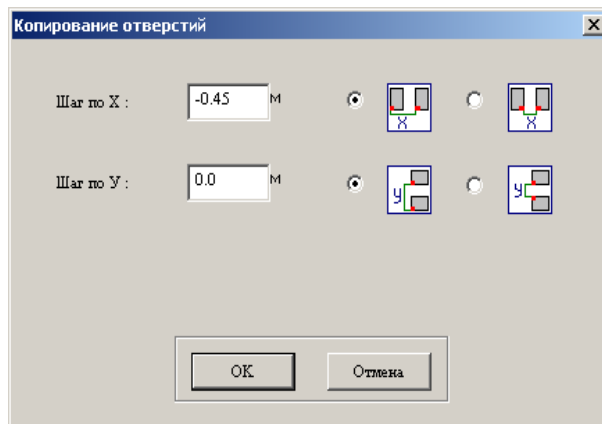 Копирование отверстий
Шаг по X : -0.45 м X X
Шаг по У : 0.0 м y y
OK Отмена